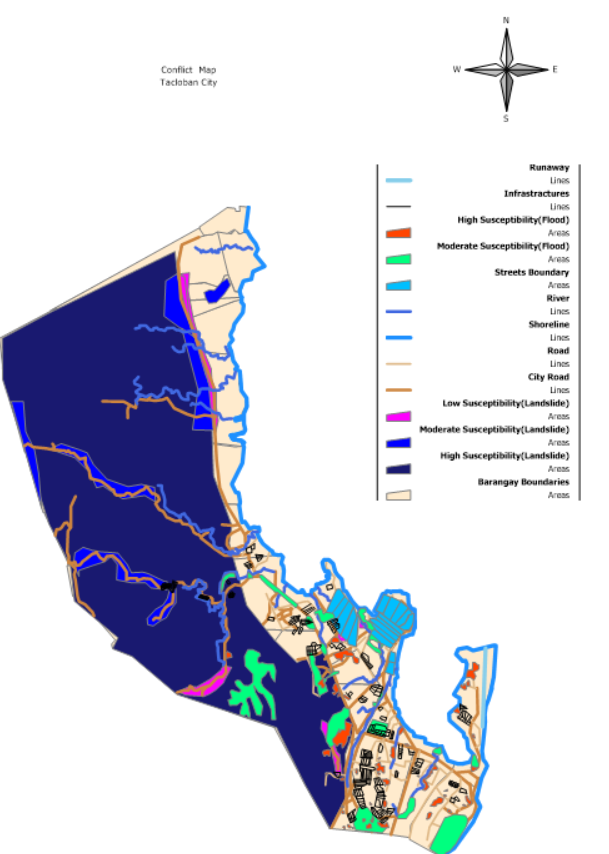 N
Conflict Map
W E
Tacloban City
S
Runaway
Lines
Infrastractures
Lines
High Susceptibility(Flood)
Areas
Moderate Susceptibility(Flood)
Areas
Streets Boundary
Areas
River
Lines
Shoreline
Lines
Road
Lines
City Road
Lines
Low Susceptibility(Landslide)
Areas
Moderate Susceptibility(Landslide)
Areas
High Susceptibility(Landslide)
Areas
Barangay Boundaries
Areas